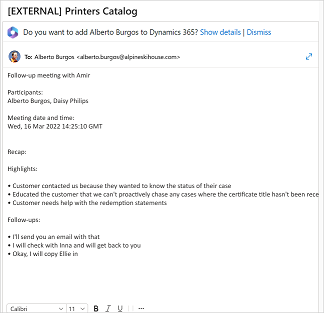 [EXTERNAL] Printers Catalog
Do you want to add Alberto Burgos to Dynamics 365? Show details | Dismiss
To: Alberto Burgos <alberto.burgos@alpineskihouse.com>
Follow-up meeting with Amir
Participants:
Alberto Burgos, Daisy Philips
Meeting date and time:
Wed, 16 Mar 2022 14:25:10 GMT
Recap:
Highlights:
• Customer contacted us because they wanted to know the status of their case
• Educated the customer that we can't proactively chase any cases where the certificate title hasn't been rece
• Customer needs help with the redemption statements
Follow-ups:
• I'll send you an email with that
• I will check with Inna and will get back to you
• Okay, I will copy Ellie in
Calibri 11 B I U ...